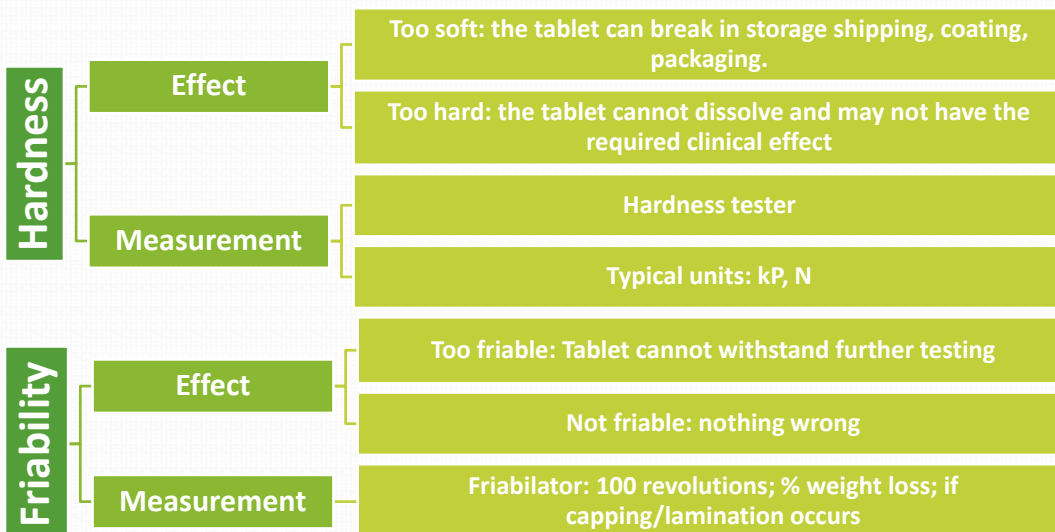 Hardness
Effect
Too soft: the tablet can break in storage shipping, coating,
packaging.
Too hard: the tablet cannot dissolve and may not have the
required clinical effect
Measurement
Hardness tester
Typical units: kP, N
Friability
Effect
Too friable: Tablet cannot withstand further testing
Not friable: nothing wrong
Measurement
Friabilator: 100 revolutions; % weight loss; if
capping/lamination occurs